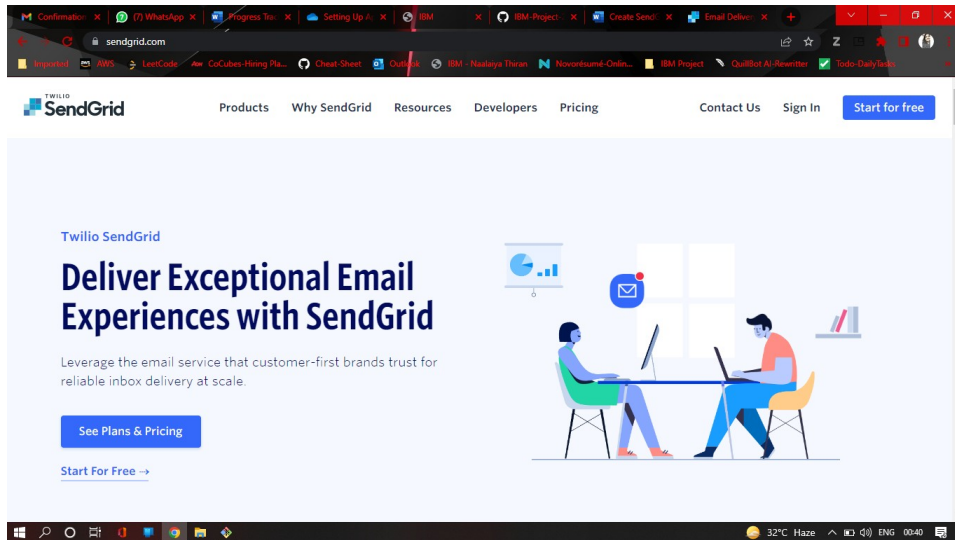 Confirmation
(7) WhatsApp
Progress Trac
Setting Up A
IBM
IBM-Project
Create Send
Email Deliver
sendgrid.com
Imported
AWS
LeetCode
CoCubes-Hiring Pla...
Cheat-Sheet
Outlook
IBM - Naalaiya Thiran
Novorésumé-Onlin...
IBM Project
QuillBot AI-Rewritter
Todo-DailyTasks
TWILIO
SendGrid
Products
Why SendGrid
Resources
Developers
Pricing
Contact Us
Sign In
Start for free
Twilio SendGrid
Deliver Exceptional Email
Experiences with SendGrid
Leverage the email service that customer-first brands trust for
reliable inbox delivery at scale.
See Plans & Pricing
Start For Free →
32°C Haze
ENG
00:40